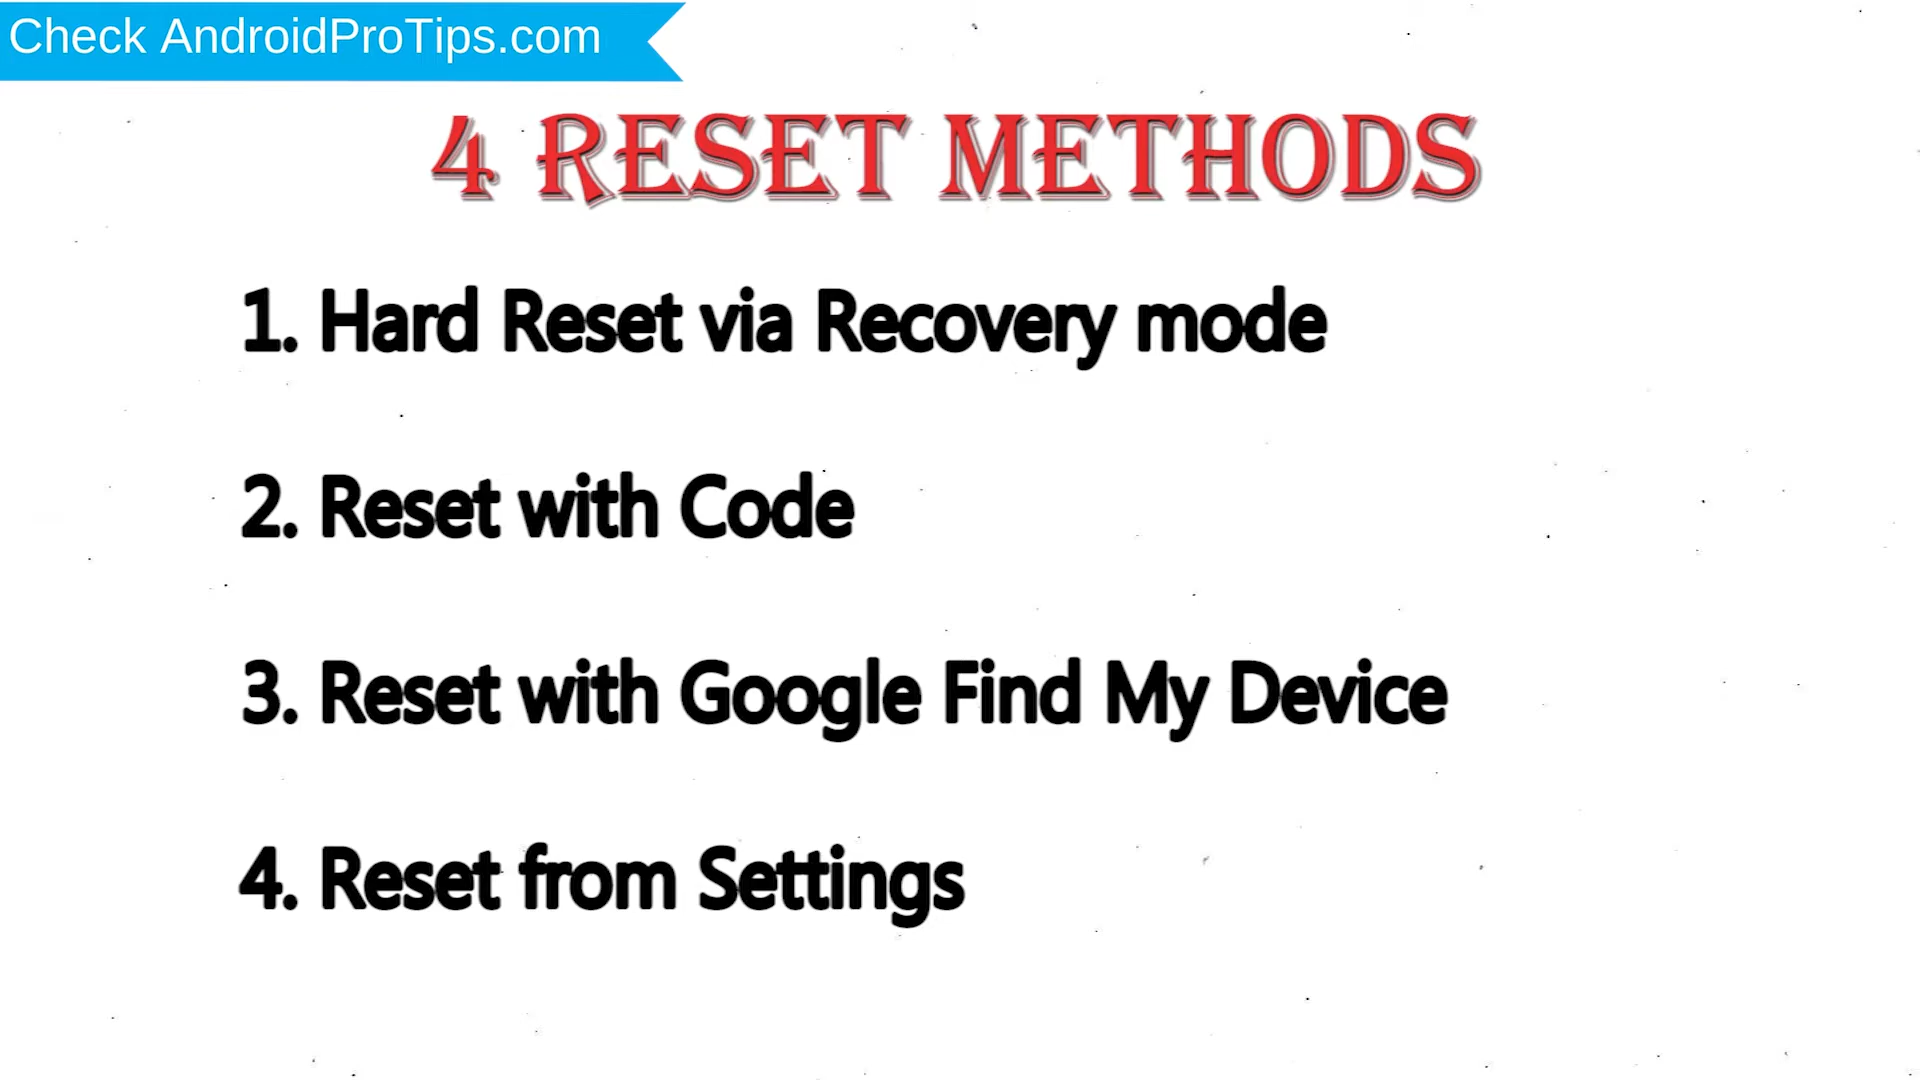 Check AndroidProTips.com
4 RESET METHODS
1. Hard Reset via Recovery mode
2. Reset with Code
3. Reset with Google Find My Device
4. Reset from Settings